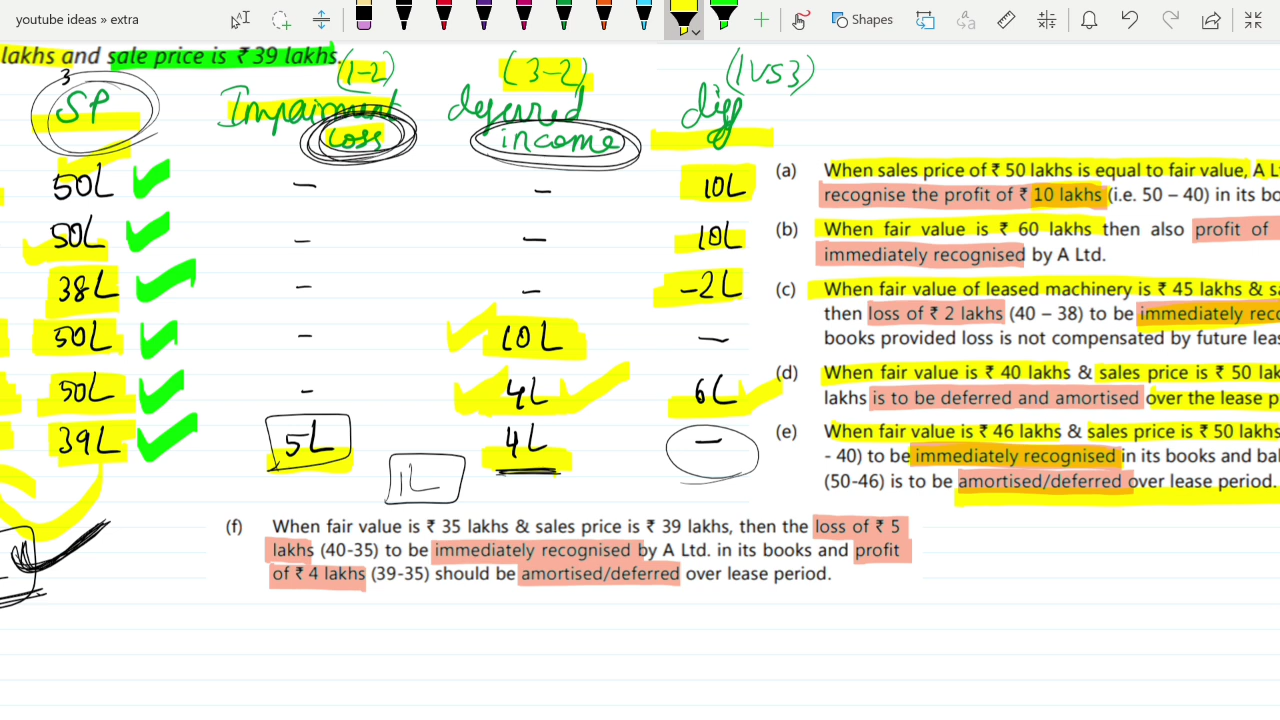 youtube ideas » extra
Shapes
lakhs and sale price is ₹ 39 lakhs.
3 (1-2) (3-2) (1 VS 3)
SP Impairment loss deferred income diff
50L - - 10L
50L - - 10L
38L - - -2L
50L - 10L -
50L - 4L 6L
39L 5L 4L -
1L
(a) When sales price of ₹ 50 lakhs is equal to fair value, A L
recognise the profit of ₹ 10 lakhs (i.e. 50 – 40) in its bo
(b) When fair value is ₹ 60 lakhs then also profit of
immediately recognised by A Ltd.
(c) When fair value of leased machinery is ₹ 45 lakhs & sa
then loss of ₹ 2 lakhs (40 – 38) to be immediately reco
books provided loss is not compensated by future leas
(d) When fair value is ₹ 40 lakhs & sales price is ₹ 50 lak
lakhs is to be deferred and amortised over the lease p
(e) When fair value is ₹ 46 lakhs & sales price is ₹ 50 lakhs
- 40) to be immediately recognised in its books and bal
(50-46) is to be amortised/deferred over lease period.
(f) When fair value is ₹ 35 lakhs & sales price is ₹ 39 lakhs, then the loss of ₹ 5
lakhs (40-35) to be immediately recognised by A Ltd. in its books and profit
of ₹ 4 lakhs (39-35) should be amortised/deferred over lease period.